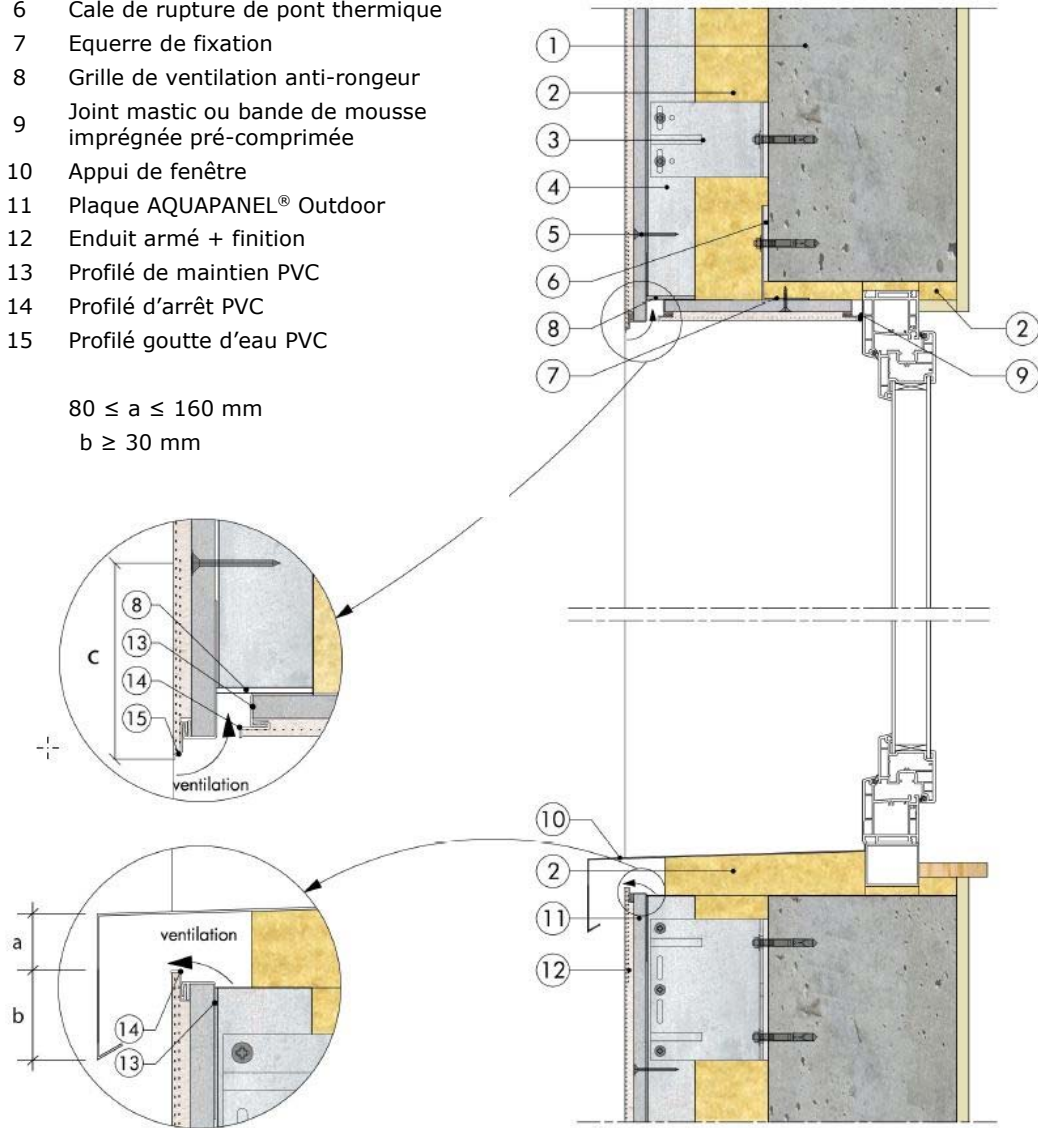 6 Cale de rupture de pont thermique
7 Equerre de fixation
8 Grille de ventilation anti-rongeur
9 Joint mastic ou bande de mousse
imprégnée pré-comprimée
10 Appui de fenêtre
11 Plaque AQUAPANEL® Outdoor
12 Enduit armé + finition
13 Profilé de maintien PVC
14 Profilé d'arrêt PVC
15 Profilé goutte d'eau PVC
80 ≤ a ≤ 160 mm
b ≥ 30 mm
1
2
3
4
5
6
8
7
2
9
8
13
C
14
15
ventilation
10
2
11
12
a
ventilation
b
14
13